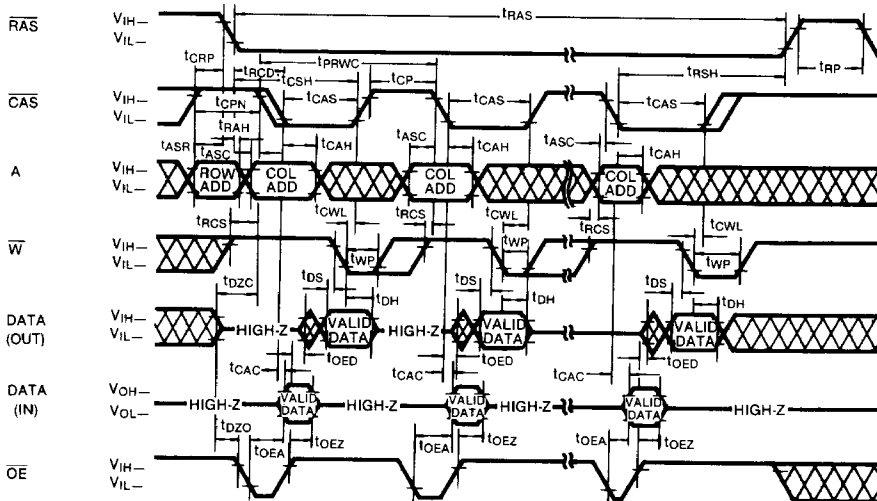 RAS VIH— VIL— tRAS
tCRP tRCD tPRWC tCSH tCP tRSH tRP
CAS VIH— VIL— tCPN tCAS tCAS tCAS
tRAH tASR tASC tCAH tASC tCAH tASC tCAH
A VIH— VIL— ROW ADD COL ADD COL ADD COL ADD
tRCS tCWL tRCS tCWL tRCS tCWL
W VIH— VIL— tWP tWP tWP
tDZC tDS tDH tDS tDH tDS tDH
DATA (OUT) VIH— VIL— HIGH-Z VALID DATA HIGH-Z VALID DATA VALID DATA
tCAC tOED tCAC tOED tCAC tOED
DATA (IN) VOH— VOL— HIGH-Z VALID DATA HIGH-Z VALID DATA HIGH-Z VALID DATA HIGH-Z
tDZO tOEA tOEZ tOEA tOEZ tOEA tOEZ
OE VIH— VIL—